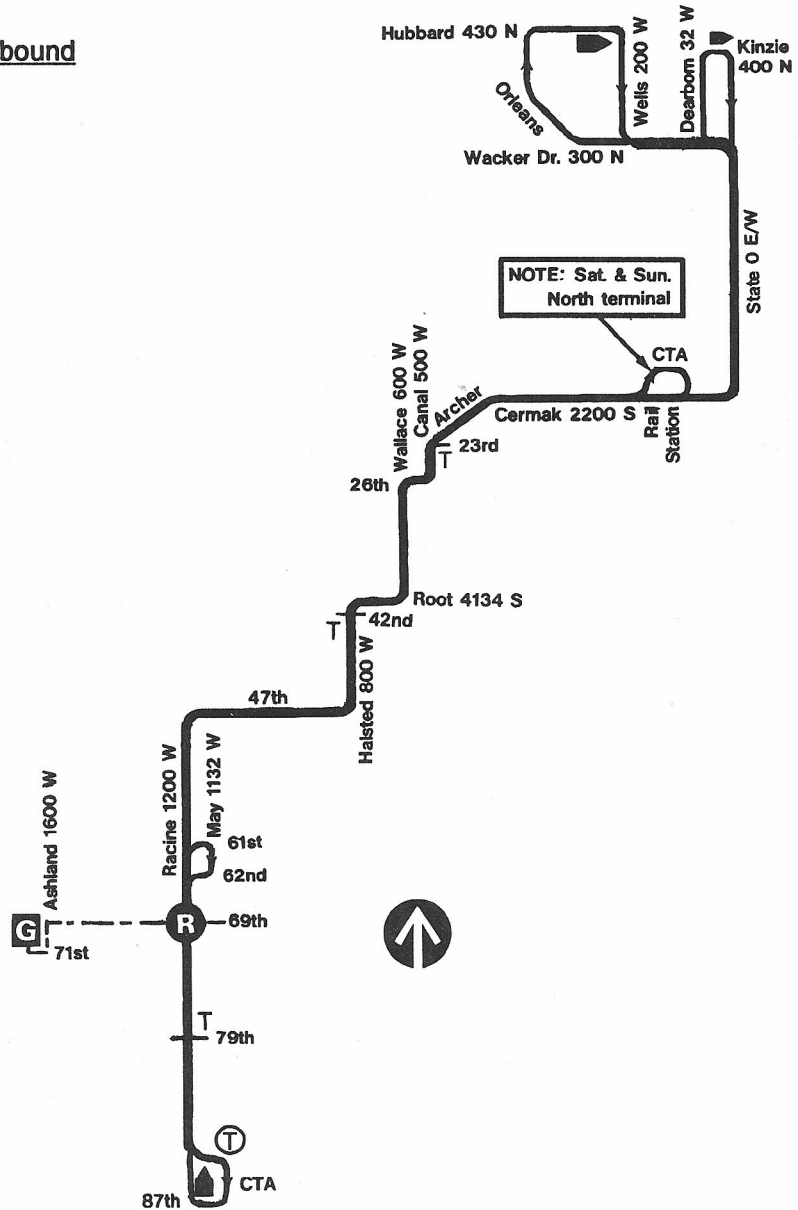 bound
Hubbard 430 N
Wells 200 W
Dearborn 32 W
Kinzie
400 N
Orleans
Wacker Dr. 300 N
State 0 E/W
NOTE: Sat. & Sun.
North terminal
CTA
Rail
Station
Cermak 2200 S
Archer
Canal 500 W
Wallace 600 W
T
23rd
26th
Root 4134 S
T
42nd
Halsted 800 W
47th
Racine 1200 W
May 1132 W
61st
62nd
Ashland 1600 W
G
R
69th
71st
T
79th
T
CTA
87th